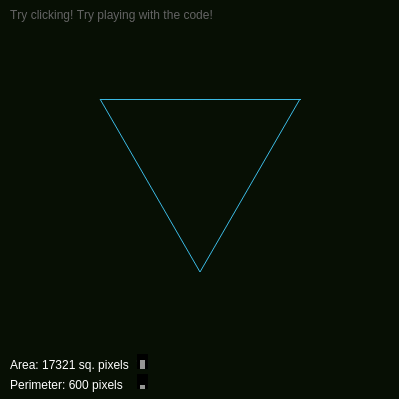 Try clicking! Try playing with the code!
Area: 17321 sq. pixels
Perimeter: 600 pixels